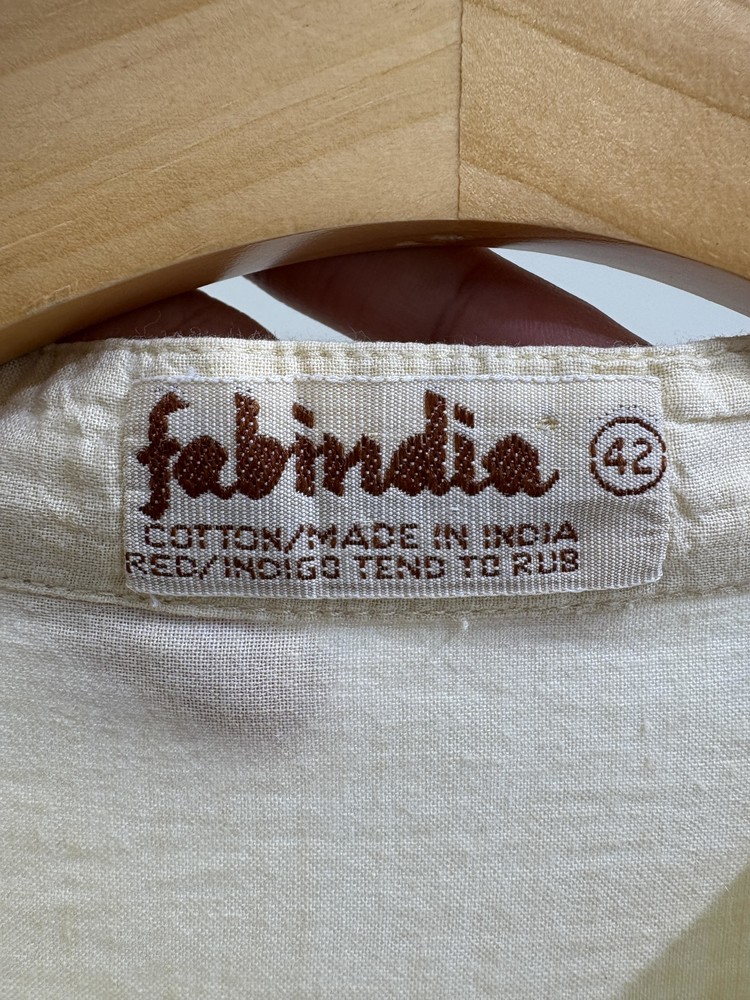 fabindia 42
COTTON/MADE IN INDIA
RED/INDIGO TEND TO RUB